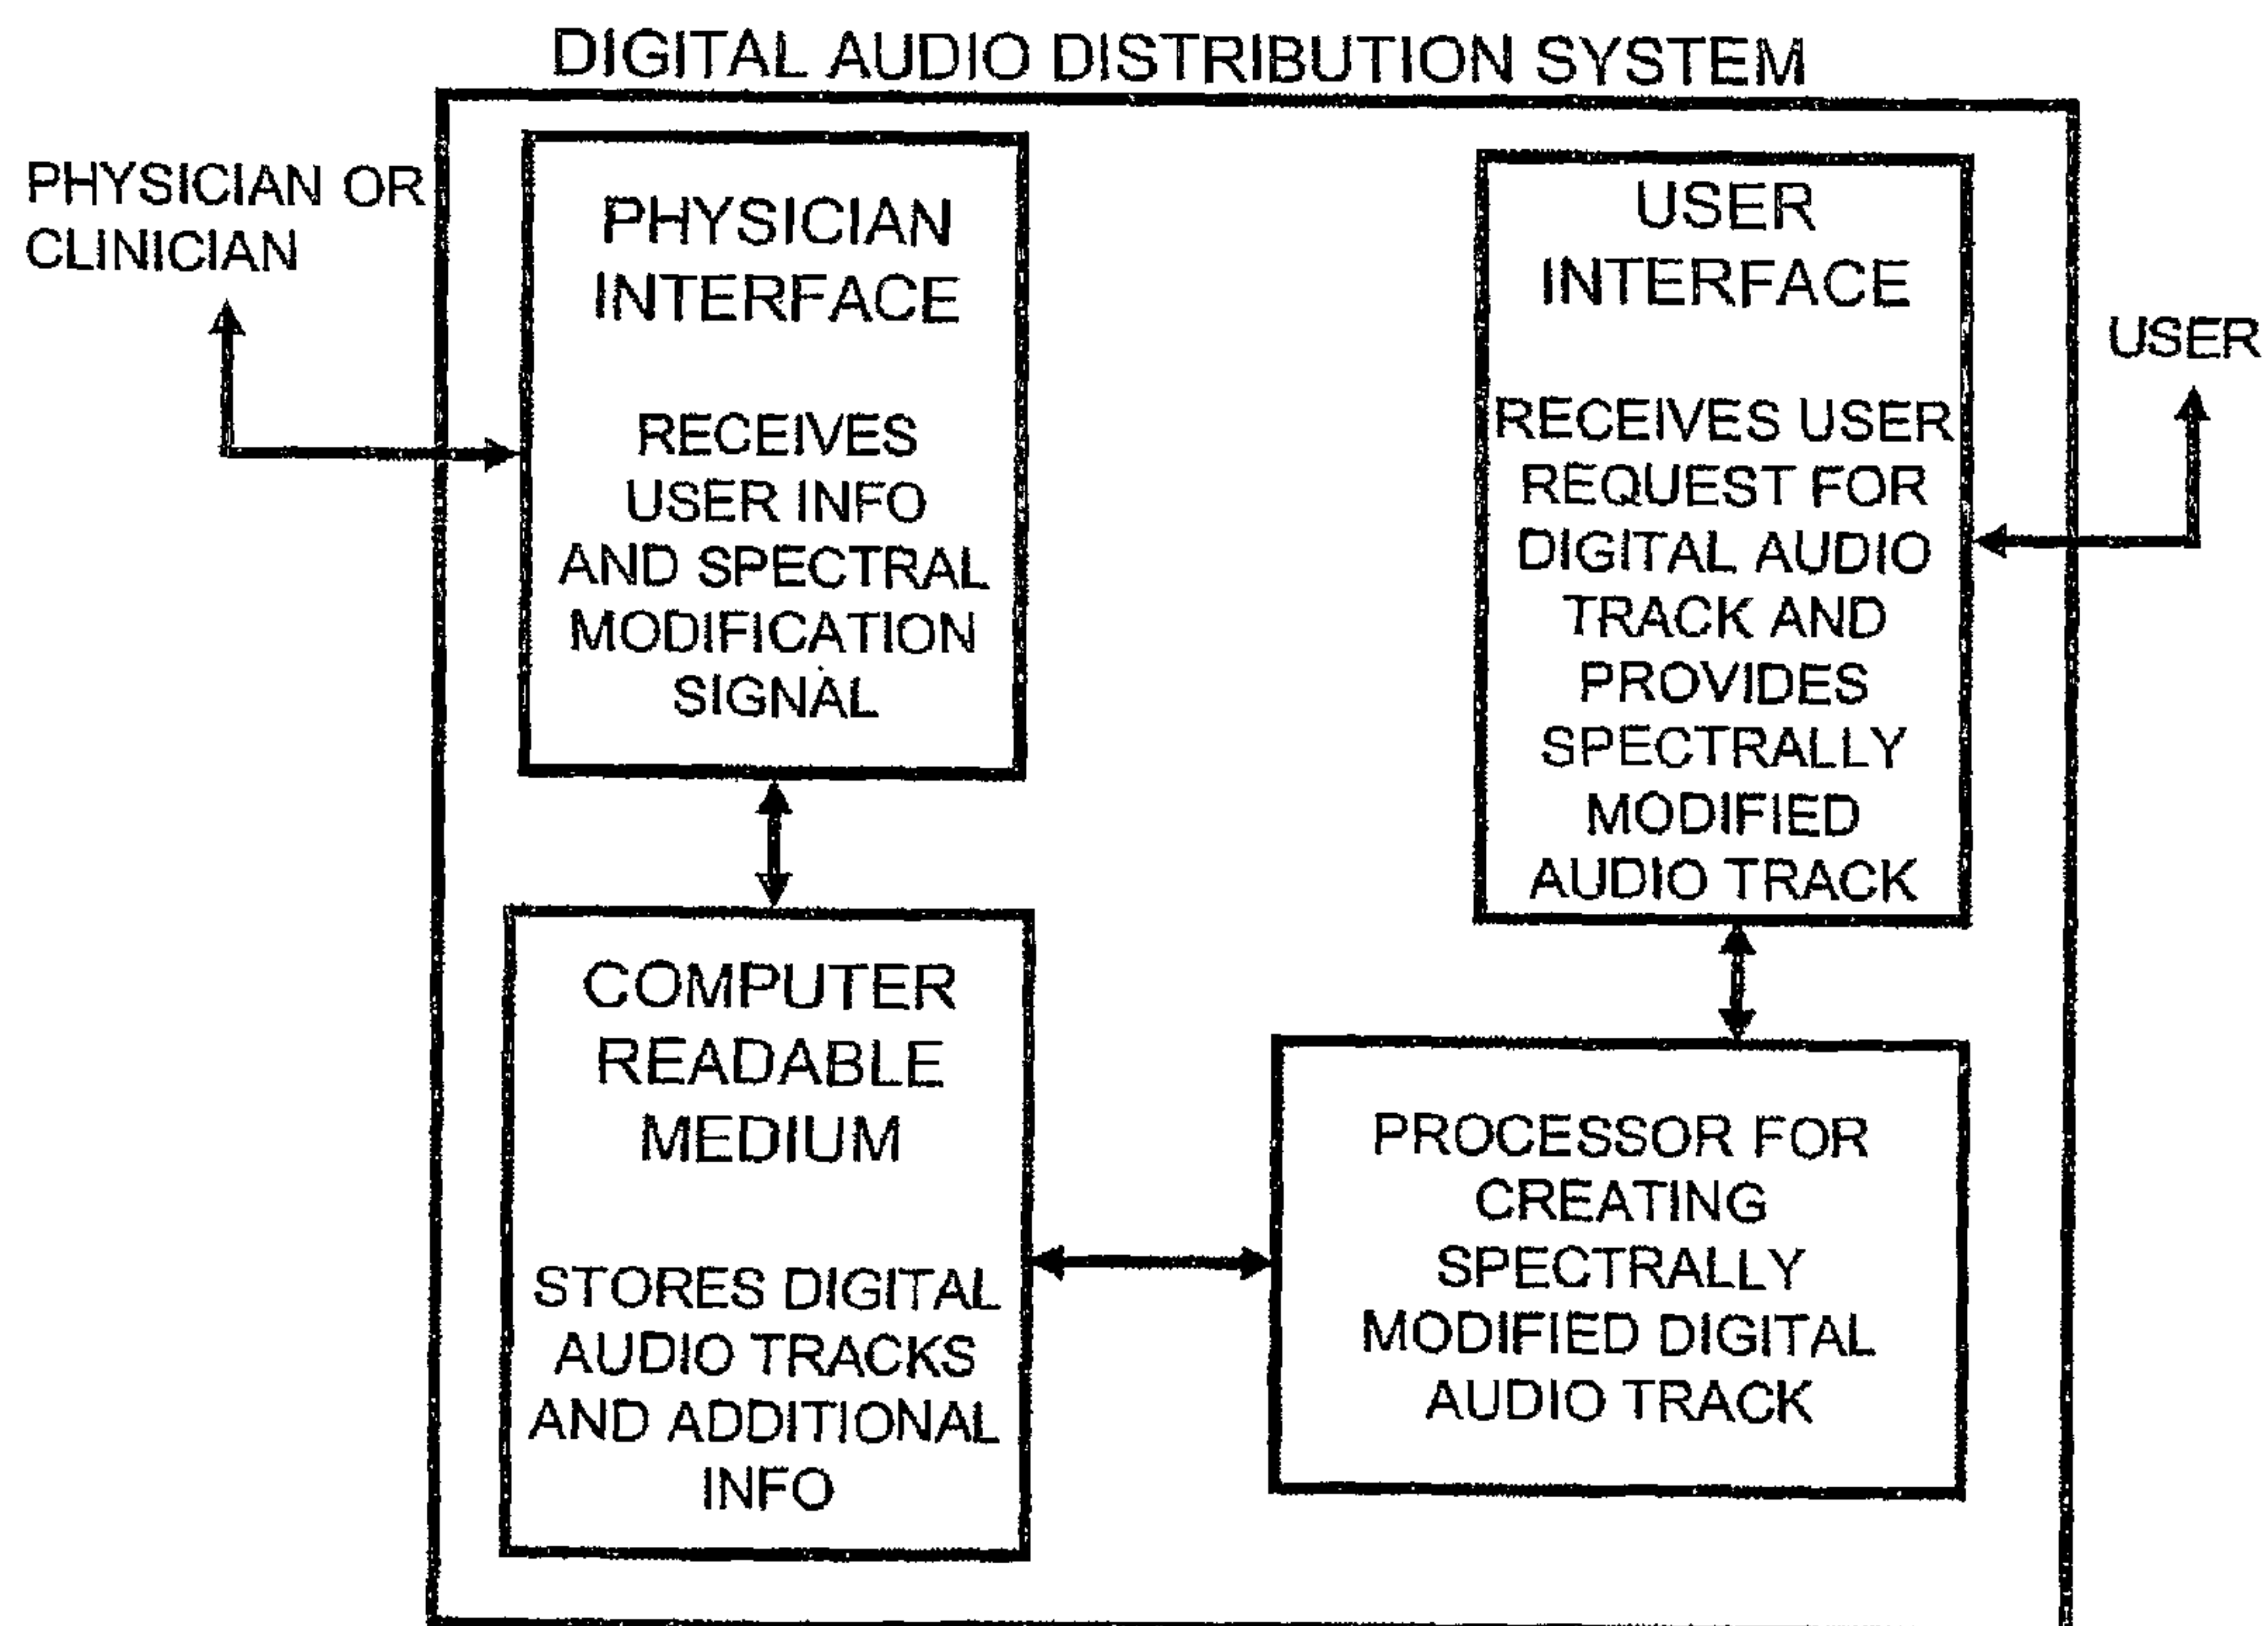 DIGITAL AUDIO DISTRIBUTION SYSTEM
PHYSICIAN OR
CLINICIAN
PHYSICIAN
INTERFACE
RECEIVES
USER INFO
AND SPECTRAL
MODIFICATION
SIGNAL
USER
INTERFACE
RECEIVES USER
REQUEST FOR
DIGITAL AUDIO
TRACK AND
PROVIDES
SPECTRALLY
MODIFIED
AUDIO TRACK
USER
COMPUTER
READABLE
MEDIUM
STORES DIGITAL
AUDIO TRACKS
AND ADDITIONAL
INFO
PROCESSOR FOR
CREATING
SPECTRALLY
MODIFIED DIGITAL
AUDIO TRACK